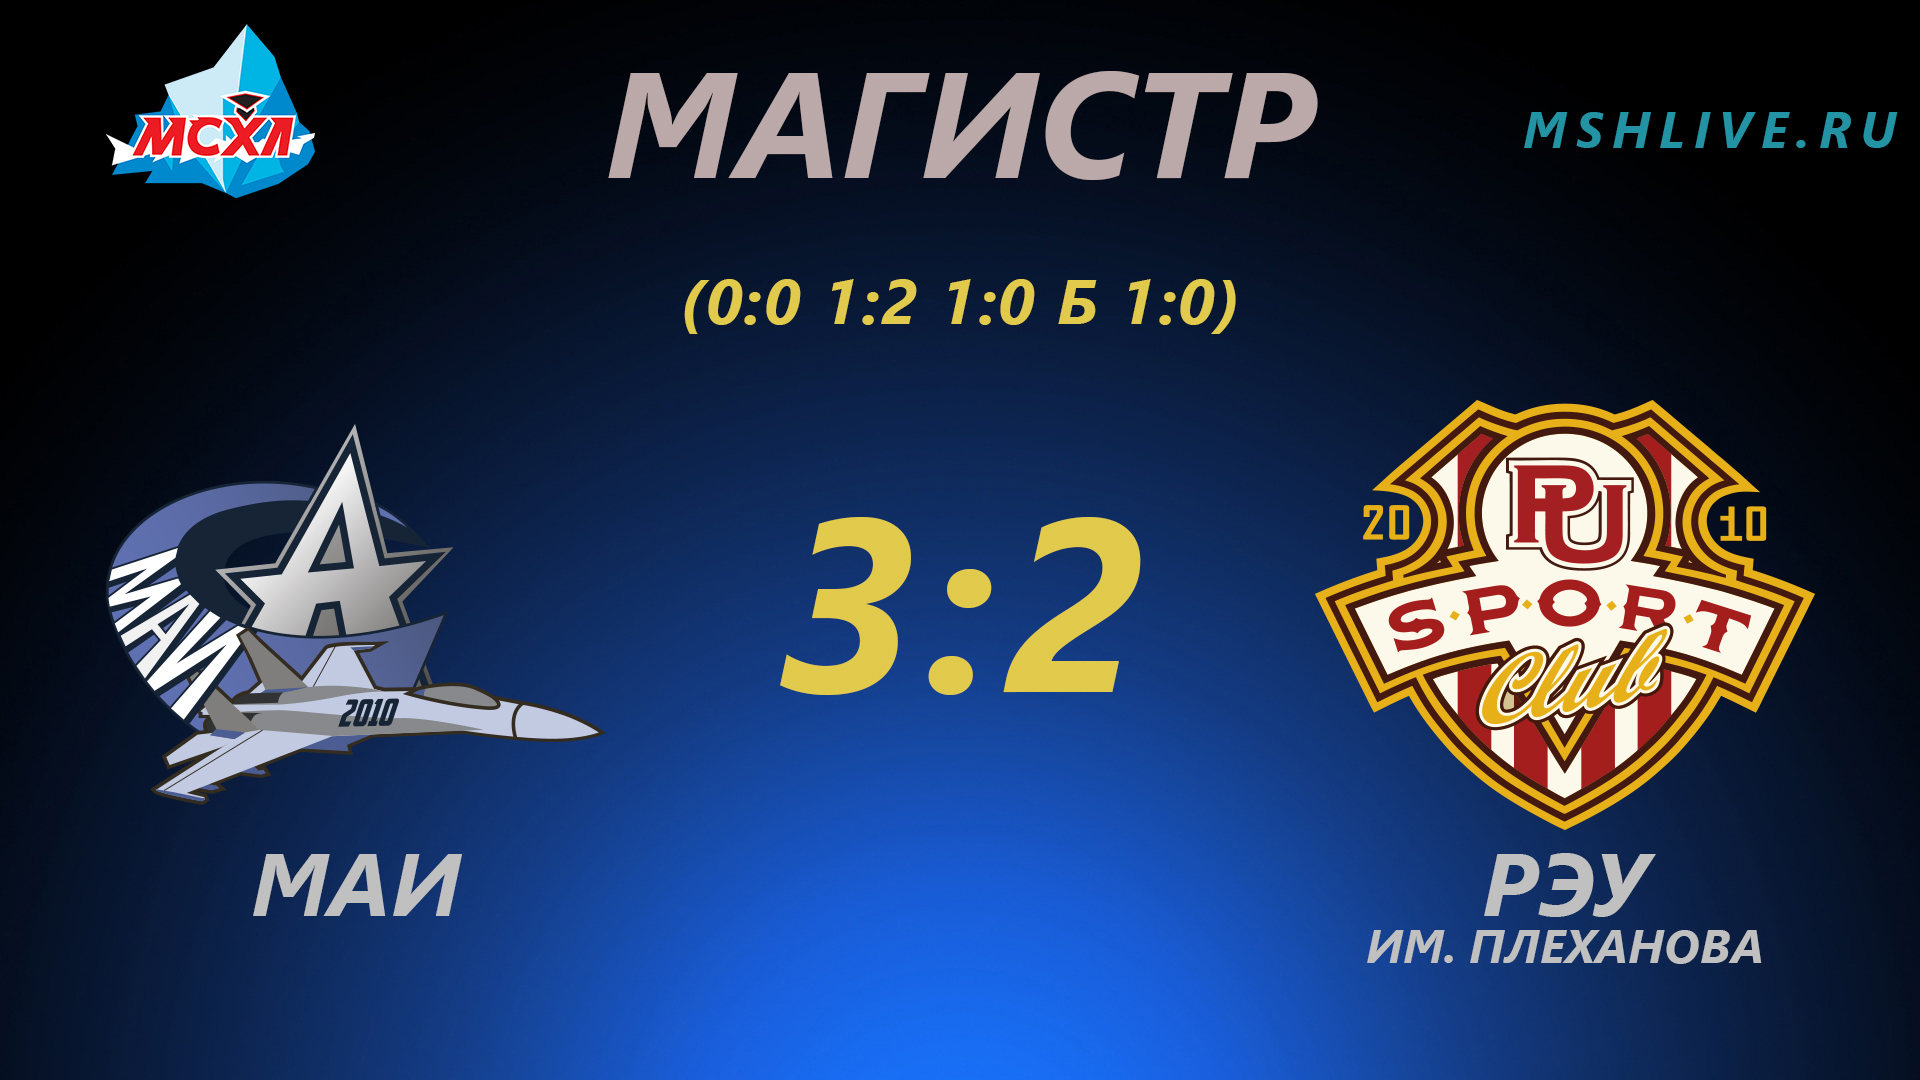 МСХЛ
МАГИСТР
MSHLIVE.RU
(0:0 1:2 1:0 Б 1:0)
МАИ
А
2010
3:2
PU
20 10
S·P·O·R·T
Club
МАИ
РЭУ
ИМ. ПЛЕХАНОВА